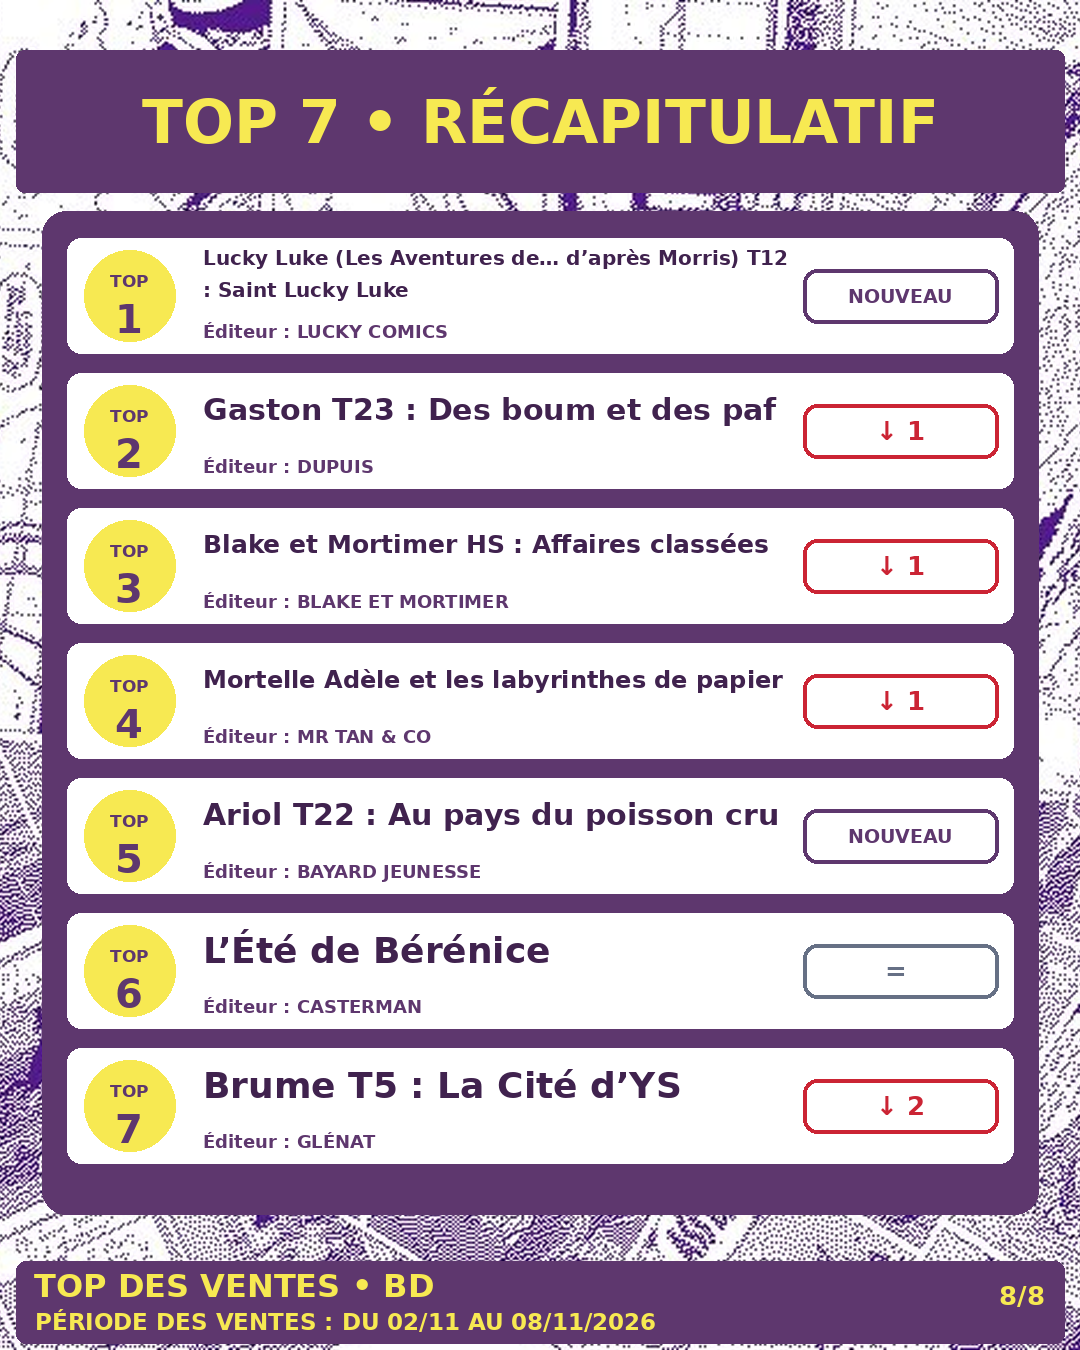 TOP 7 • RÉCAPITULATIF
TOP
1
Lucky Luke (Les Aventures de… d’après Morris) T12
: Saint Lucky Luke
Éditeur : LUCKY COMICS
NOUVEAU
TOP
2
Gaston T23 : Des boum et des paf
Éditeur : DUPUIS
↓ 1
TOP
3
Blake et Mortimer HS : Affaires classées
Éditeur : BLAKE ET MORTIMER
↓ 1
TOP
4
Mortelle Adèle et les labyrinthes de papier
Éditeur : MR TAN & CO
↓ 1
TOP
5
Ariol T22 : Au pays du poisson cru
Éditeur : BAYARD JEUNESSE
NOUVEAU
TOP
6
L’Été de Bérénice
Éditeur : CASTERMAN
=
TOP
7
Brume T5 : La Cité d’YS
Éditeur : GLÉNAT
↓ 2
TOP DES VENTES • BD
PÉRIODE DES VENTES : DU 02/11 AU 08/11/2026
8/8